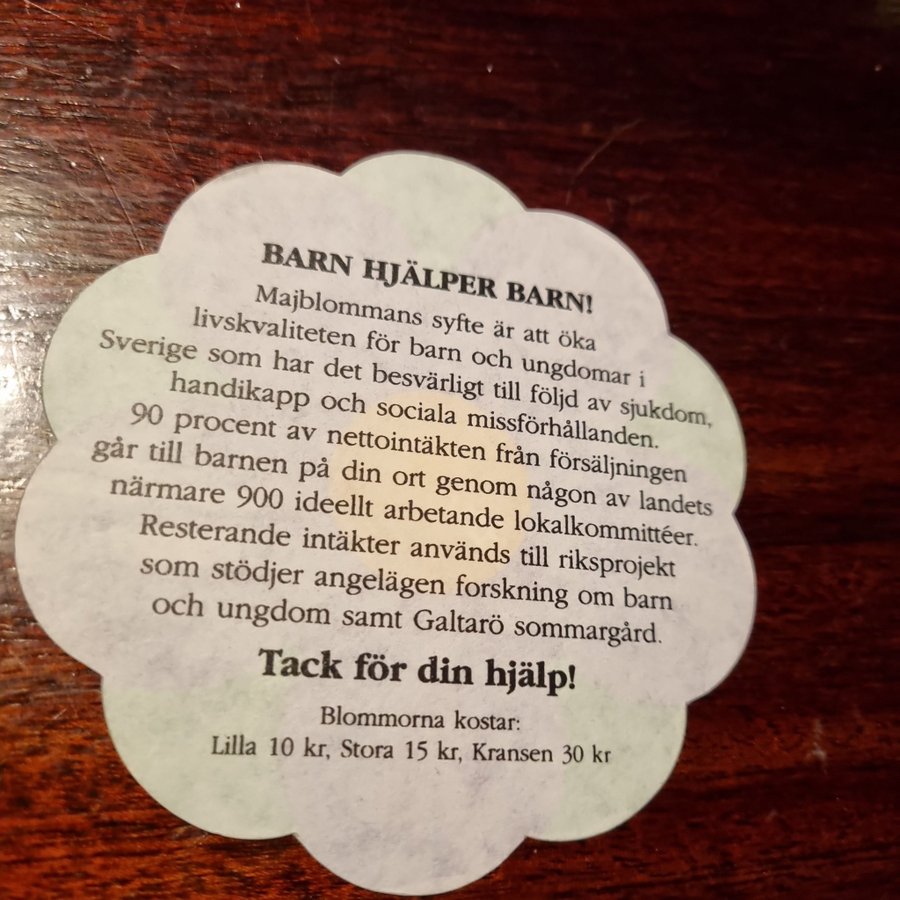 BARN HJÄLPER BARN!
Majblommans syfte är att öka
livskvaliteten för barn och ungdomar i
Sverige som har det besvärligt till följd av sjukdom,
handikapp och sociala missförhållanden.
90 procent av nettointäkten från försäljningen
går till barnen på din ort genom någon av landets
närmare 900 ideellt arbetande lokalkommittéer.
Resterande intäkter används till riksprojekt
som stödjer angelägen forskning om barn
och ungdom samt Galtarö sommargård.
Tack för din hjälp!
Blommorna kostar:
Lilla 10 kr, Stora 15 kr, Kransen 30 kr